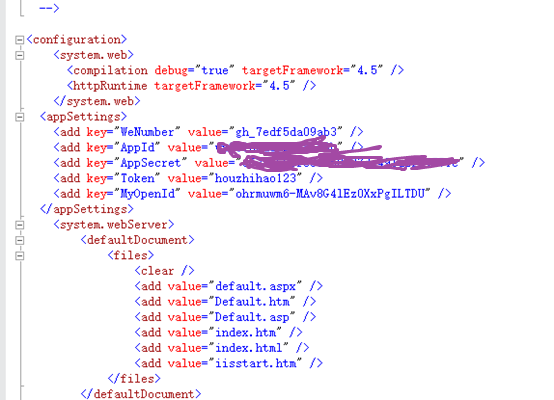 -->
<configuration>
<system.web>
<compilation debug="true" targetFramework="4.5" />
<httpRuntime targetFramework="4.5" />
</system.web>
<appSettings>
<add key="WeNumber" value="gh_7edf5da09ab3" />
<add key="AppId" value=" />
<add key="AppSecret" value=" />
<add key="Token" value="houzhihao123" />
<add key="MyOpenId" value="ohrmuwm6-MAv8G4lEz0XxPgILTDU" />
</appSettings>
<system.webServer>
<defaultDocument>
<files>
<clear />
<add value="default.aspx" />
<add value="Default.htm" />
<add value="Default.asp" />
<add value="index.htm" />
<add value="index.html" />
<add value="iisstart.htm" />
</files>
</defaultDocument>